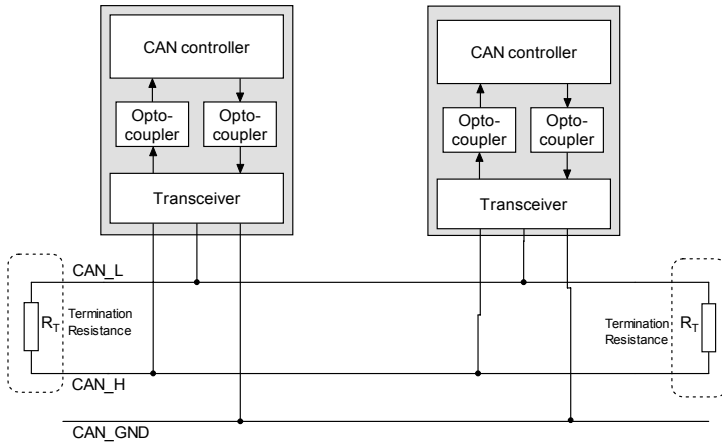 CAN controller
Opto-
coupler
Opto-
coupler
Transceiver
CAN controller
Opto-
coupler
Opto-
coupler
Transceiver
CAN_L
RT
Termination
Resistance
Termination
Resistance
RT
CAN_H
CAN_GND